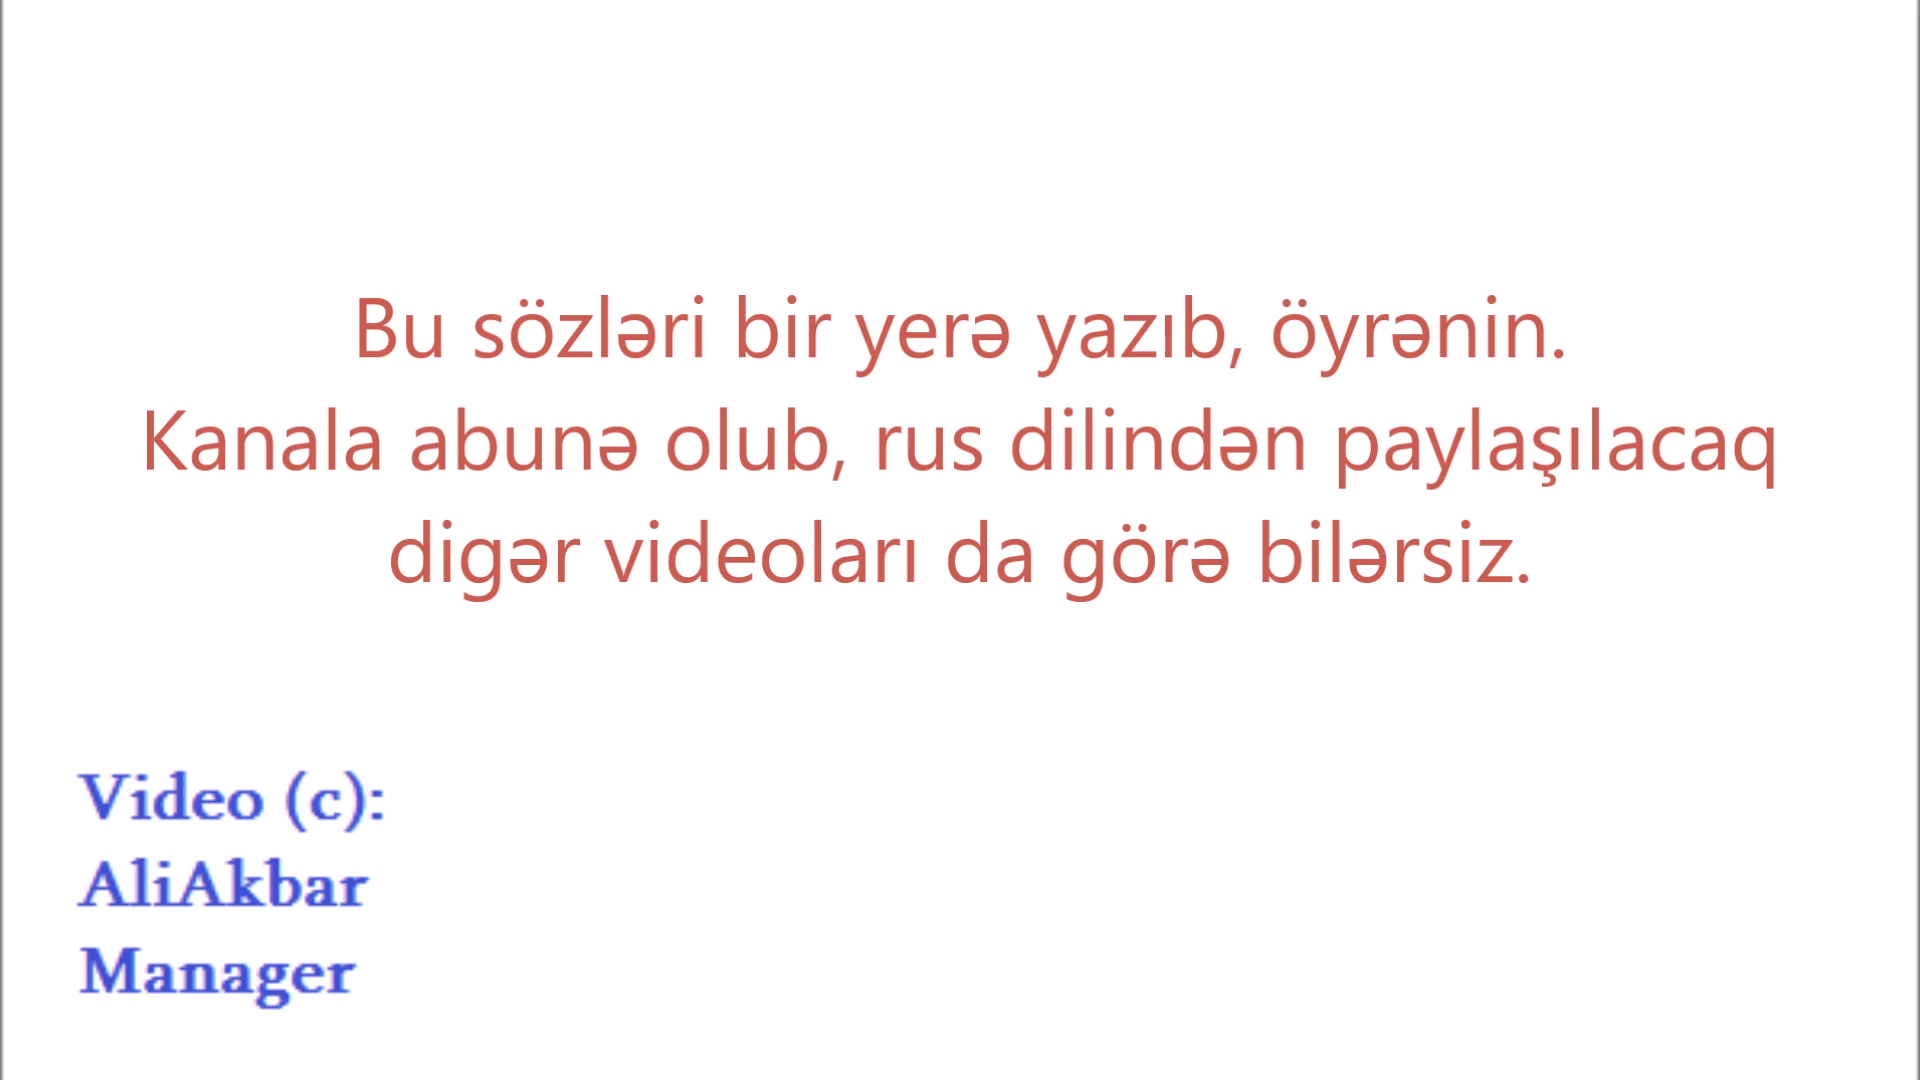 Bu sözləri bir yerə yazıb, öyrənin.
Kanala abunə olub, rus dilindən paylaşılacaq
digər videoları da görə bilərsiz.
Video (c):
AliAkbar
Manager